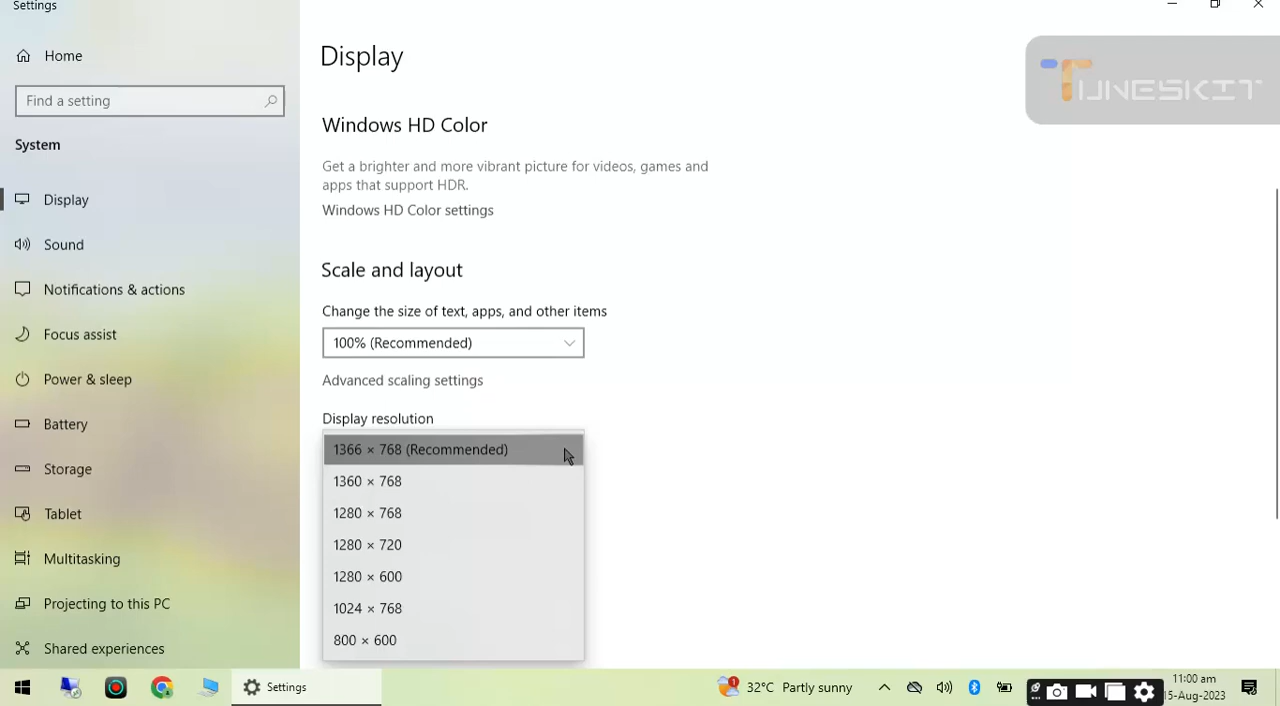 Settings
Home
Find a setting
System
Display
Sound
Notifications & actions
Focus assist
Power & sleep
Battery
Storage
Tablet
Multitasking
Projecting to this PC
Shared experiences
Display
TUNESKIT
Windows HD Color
Get a brighter and more vibrant picture for videos, games and
apps that support HDR.
Windows HD Color settings
Scale and layout
Change the size of text, apps, and other items
100% (Recommended)
Advanced scaling settings
Display resolution
1366 × 768 (Recommended)
1360 × 768
1280 × 768
1280 × 720
1280 × 600
1024 × 768
800 × 600
Settings
1
32°C Partly sunny
11:00 am
15-Aug-2023